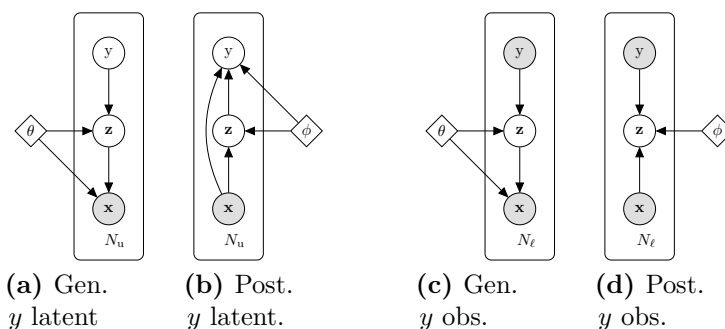 y y y y
θ z z ϕ θ z z ϕ
x x x x
Nu Nu Nℓ Nℓ
(a) Gen. (b) Post. (c) Gen. (d) Post.
y latent y latent. y obs. y obs.